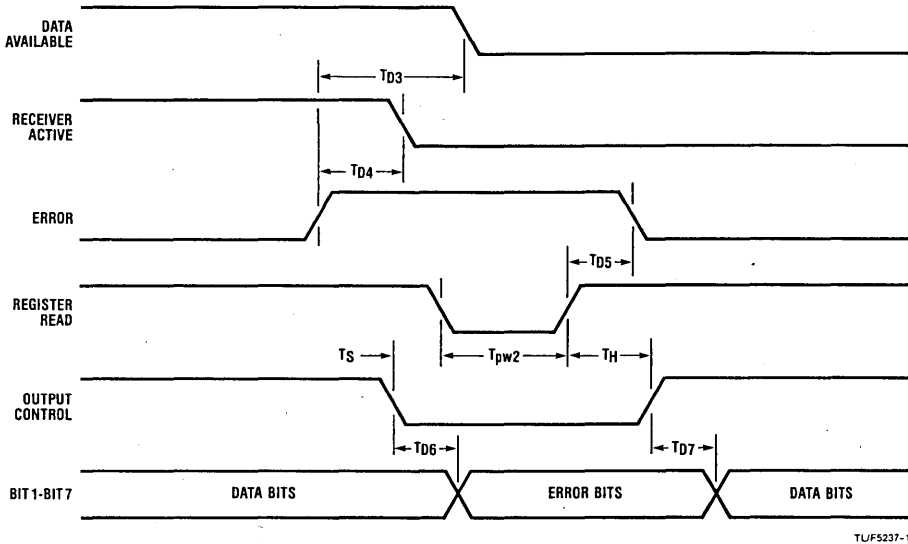 DATA
AVAILABLE
TD3
RECEIVER
ACTIVE
TD4
ERROR
TD5
REGISTER
READ
TS
Tpw2
TH
OUTPUT
CONTROL
TD6
TD7
BIT 1-BIT 7
DATA BITS
ERROR BITS
DATA BITS
TL/F5237-1